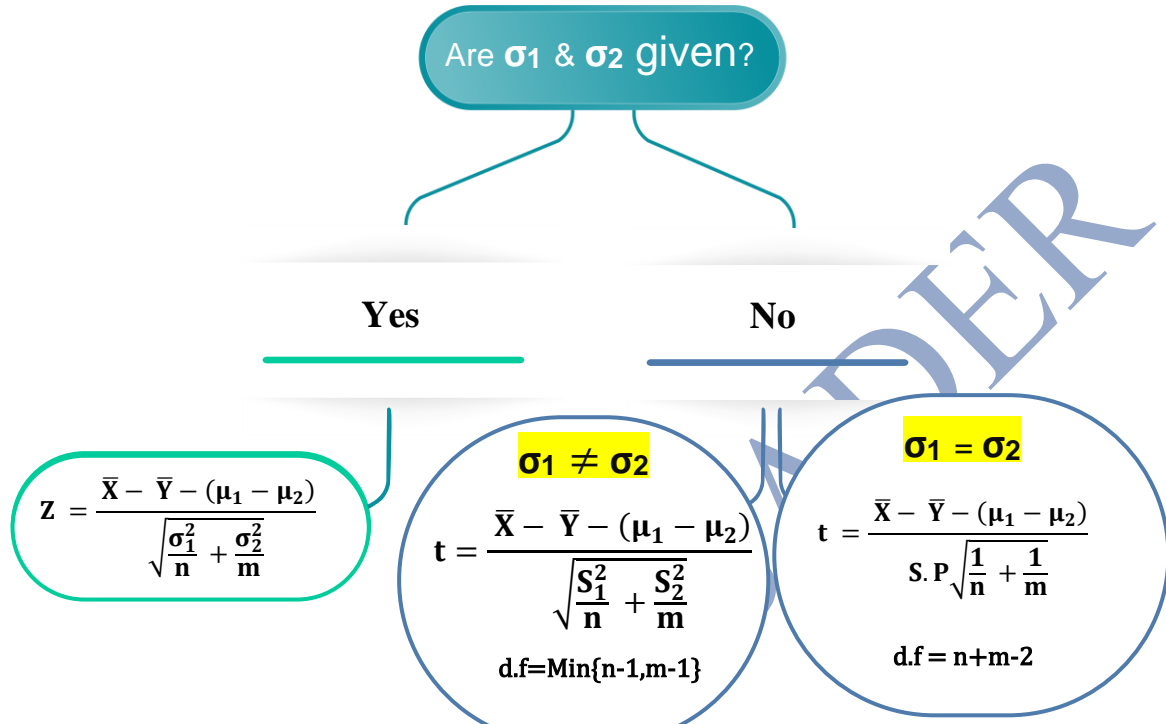 Are σ1 & σ2 given?
Yes
No
Z = (X̅ − Y̅ − (μ₁ − μ₂)) / √(σ₁²/n + σ₂²/m)
σ1 ≠ σ2
t = (X̅ − Y̅ − (μ₁ − μ₂)) / √(S₁²/n + S₂²/m)
d.f=Min{n-1,m-1}
σ1 = σ2
t = (X̅ − Y̅ − (μ₁ − μ₂)) / S.P√(1/n + 1/m)
d.f = n+m-2
DER